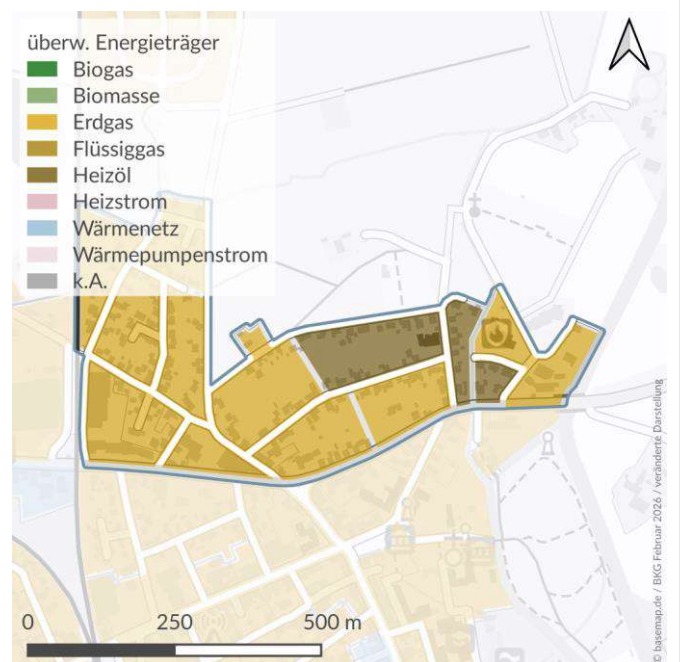 überw. Energieträger
Biogas
Biomasse
Erdgas
Flüssiggas
Heizöl
Heizstrom
Wärmenetz
Wärmepumpenstrom
k.A.
0 250 500 m
© basemap.de / BKG Februar 2026 / veränderte Darstellung